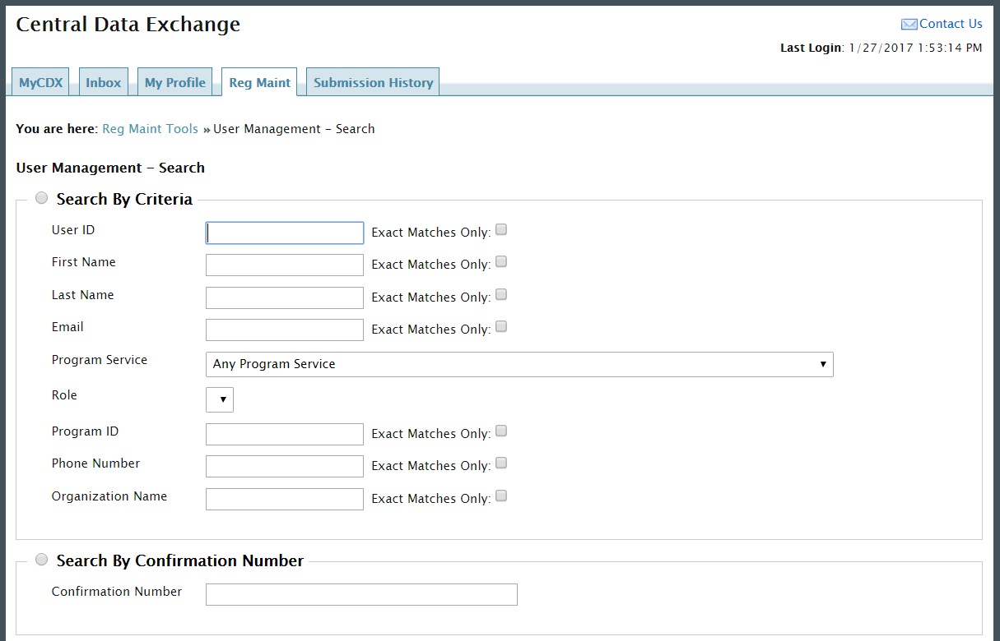 Central Data Exchange
Contact Us
Last Login: 1/27/2017 1:53:14 PM
MyCDX Inbox My Profile Reg Maint Submission History
You are here: Reg Maint Tools » User Management - Search
User Management - Search
Search By Criteria
User ID Exact Matches Only:
First Name Exact Matches Only:
Last Name Exact Matches Only:
Email Exact Matches Only:
Program Service Any Program Service
Role
Program ID Exact Matches Only:
Phone Number Exact Matches Only:
Organization Name Exact Matches Only:
Search By Confirmation Number
Confirmation Number